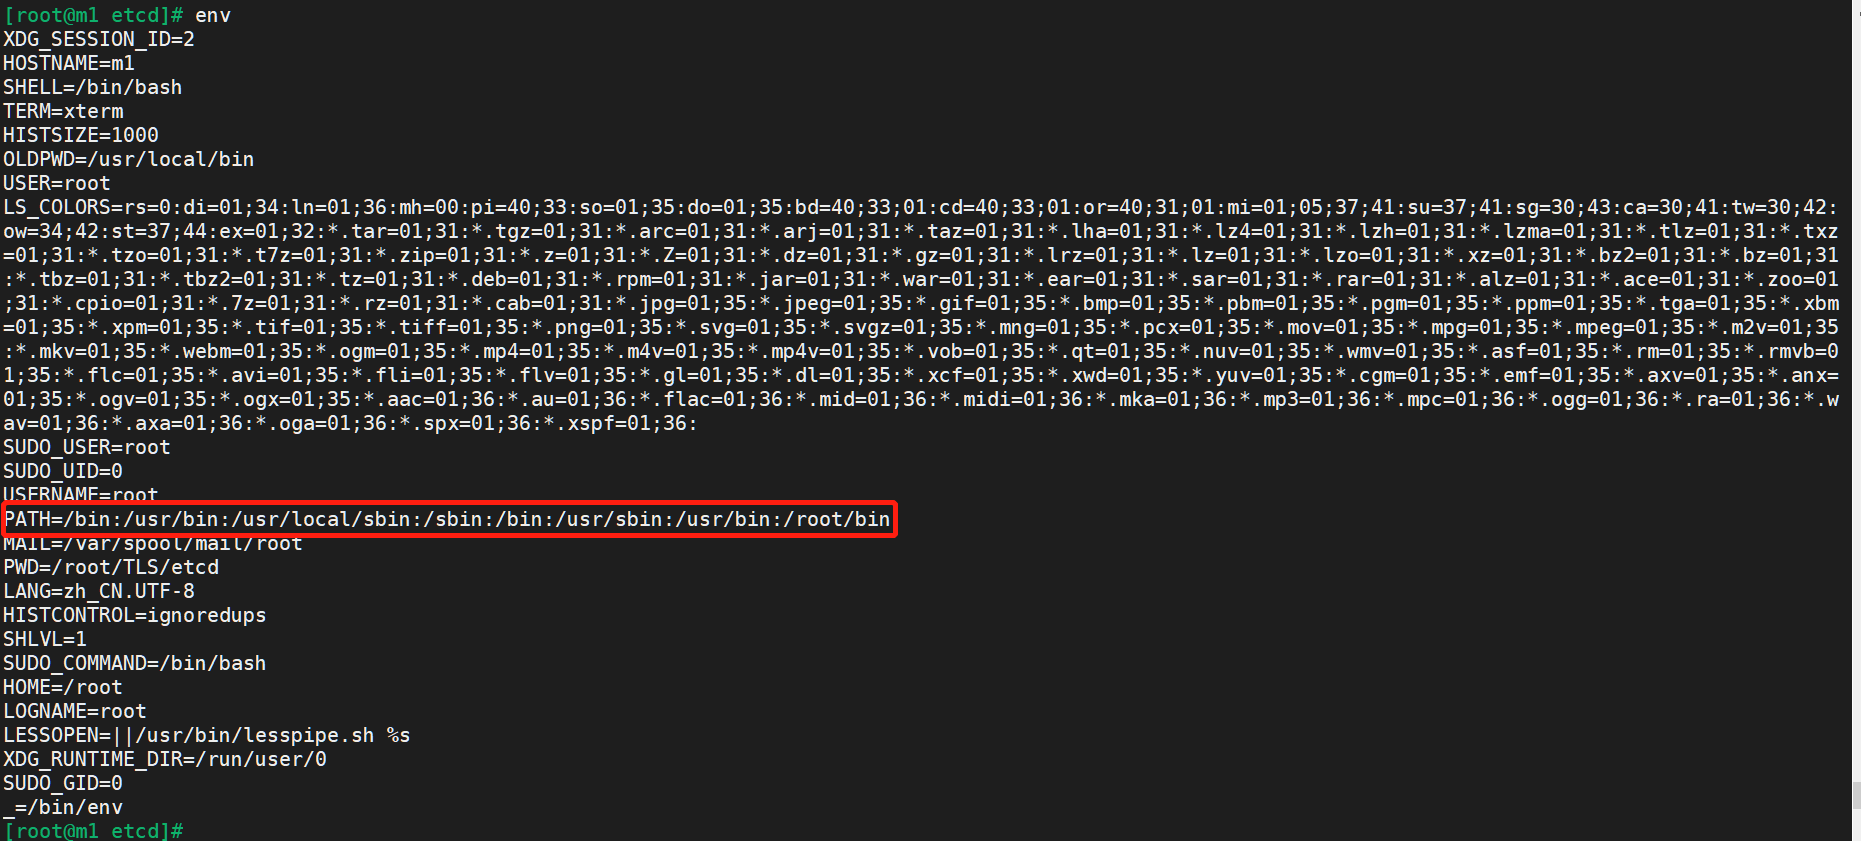 [root@m1 etcd]# env
XDG_SESSION_ID=2
HOSTNAME=m1
SHELL=/bin/bash
TERM=xterm
HISTSIZE=1000
OLDPWD=/usr/local/bin
USER=root
LS_COLORS=rs=0:di=01;34:ln=01;36:mh=00:pi=40;33:so=01;35:do=01;35:bd=40;33;01:cd=40;33;01:or=40;31;01:mi=01;05;37;41:su=37;41:sg=30;43:ca=30;41:tw=30;42:
ow=34;42:st=37;44:ex=01;32:*.tar=01;31:*.tgz=01;31:*.arc=01;31:*.arj=01;31:*.taz=01;31:*.lha=01;31:*.lz4=01;31:*.lzh=01;31:*.lzma=01;31:*.tlz=01;31:*.txz
=01;31:*.tzo=01;31:*.t7z=01;31:*.zip=01;31:*.z=01;31:*.Z=01;31:*.dz=01;31:*.gz=01;31:*.lrz=01;31:*.lz=01;31:*.lzo=01;31:*.xz=01;31:*.bz2=01;31:*.bz=01;31
:*.tbz=01;31:*.tbz2=01;31:*.tz=01;31:*.deb=01;31:*.rpm=01;31:*.jar=01;31:*.war=01;31:*.ear=01;31:*.sar=01;31:*.rar=01;31:*.alz=01;31:*.ace=01;31:*.zoo=01
;31:*.cpio=01;31:*.7z=01;31:*.rz=01;31:*.cab=01;31:*.jpg=01;35:*.jpeg=01;35:*.gif=01;35:*.bmp=01;35:*.pbm=01;35:*.pgm=01;35:*.ppm=01;35:*.tga=01;35:*.xbm
=01;35:*.xpm=01;35:*.tif=01;35:*.tiff=01;35:*.png=01;35:*.svg=01;35:*.svgz=01;35:*.mng=01;35:*.pcx=01;35:*.mov=01;35:*.mpg=01;35:*.mpeg=01;35:*.m2v=01;35
:*.mkv=01;35:*.webm=01;35:*.ogm=01;35:*.mp4=01;35:*.m4v=01;35:*.mp4v=01;35:*.vob=01;35:*.qt=01;35:*.nuv=01;35:*.wmv=01;35:*.asf=01;35:*.rm=01;35:*.rmvb=0
1;35:*.flc=01;35:*.avi=01;35:*.fli=01;35:*.flv=01;35:*.gl=01;35:*.dl=01;35:*.xcf=01;35:*.xwd=01;35:*.yuv=01;35:*.cgm=01;35:*.emf=01;35:*.axv=01;35:*.anx=
01;35:*.ogv=01;35:*.ogx=01;35:*.aac=01;36:*.au=01;36:*.flac=01;36:*.mid=01;36:*.midi=01;36:*.mka=01;36:*.mp3=01;36:*.mpc=01;36:*.ogg=01;36:*.ra=01;36:*.w
av=01;36:*.axa=01;36:*.oga=01;36:*.spx=01;36:*.xspf=01;36:
SUDO_USER=root
SUDO_UID=0
USERNAME=root
PATH=/bin:/usr/bin:/usr/local/sbin:/sbin:/bin:/usr/sbin:/usr/bin:/root/bin
MAIL=/var/spool/mail/root
PWD=/root/TLS/etcd
LANG=zh_CN.UTF-8
HISTCONTROL=ignoredups
SHLVL=1
SUDO_COMMAND=/bin/bash
HOME=/root
LOGNAME=root
LESSOPEN=||/usr/bin/lesspipe.sh %s
XDG_RUNTIME_DIR=/run/user/0
SUDO_GID=0
_=/bin/env
[root@m1 etcd]#